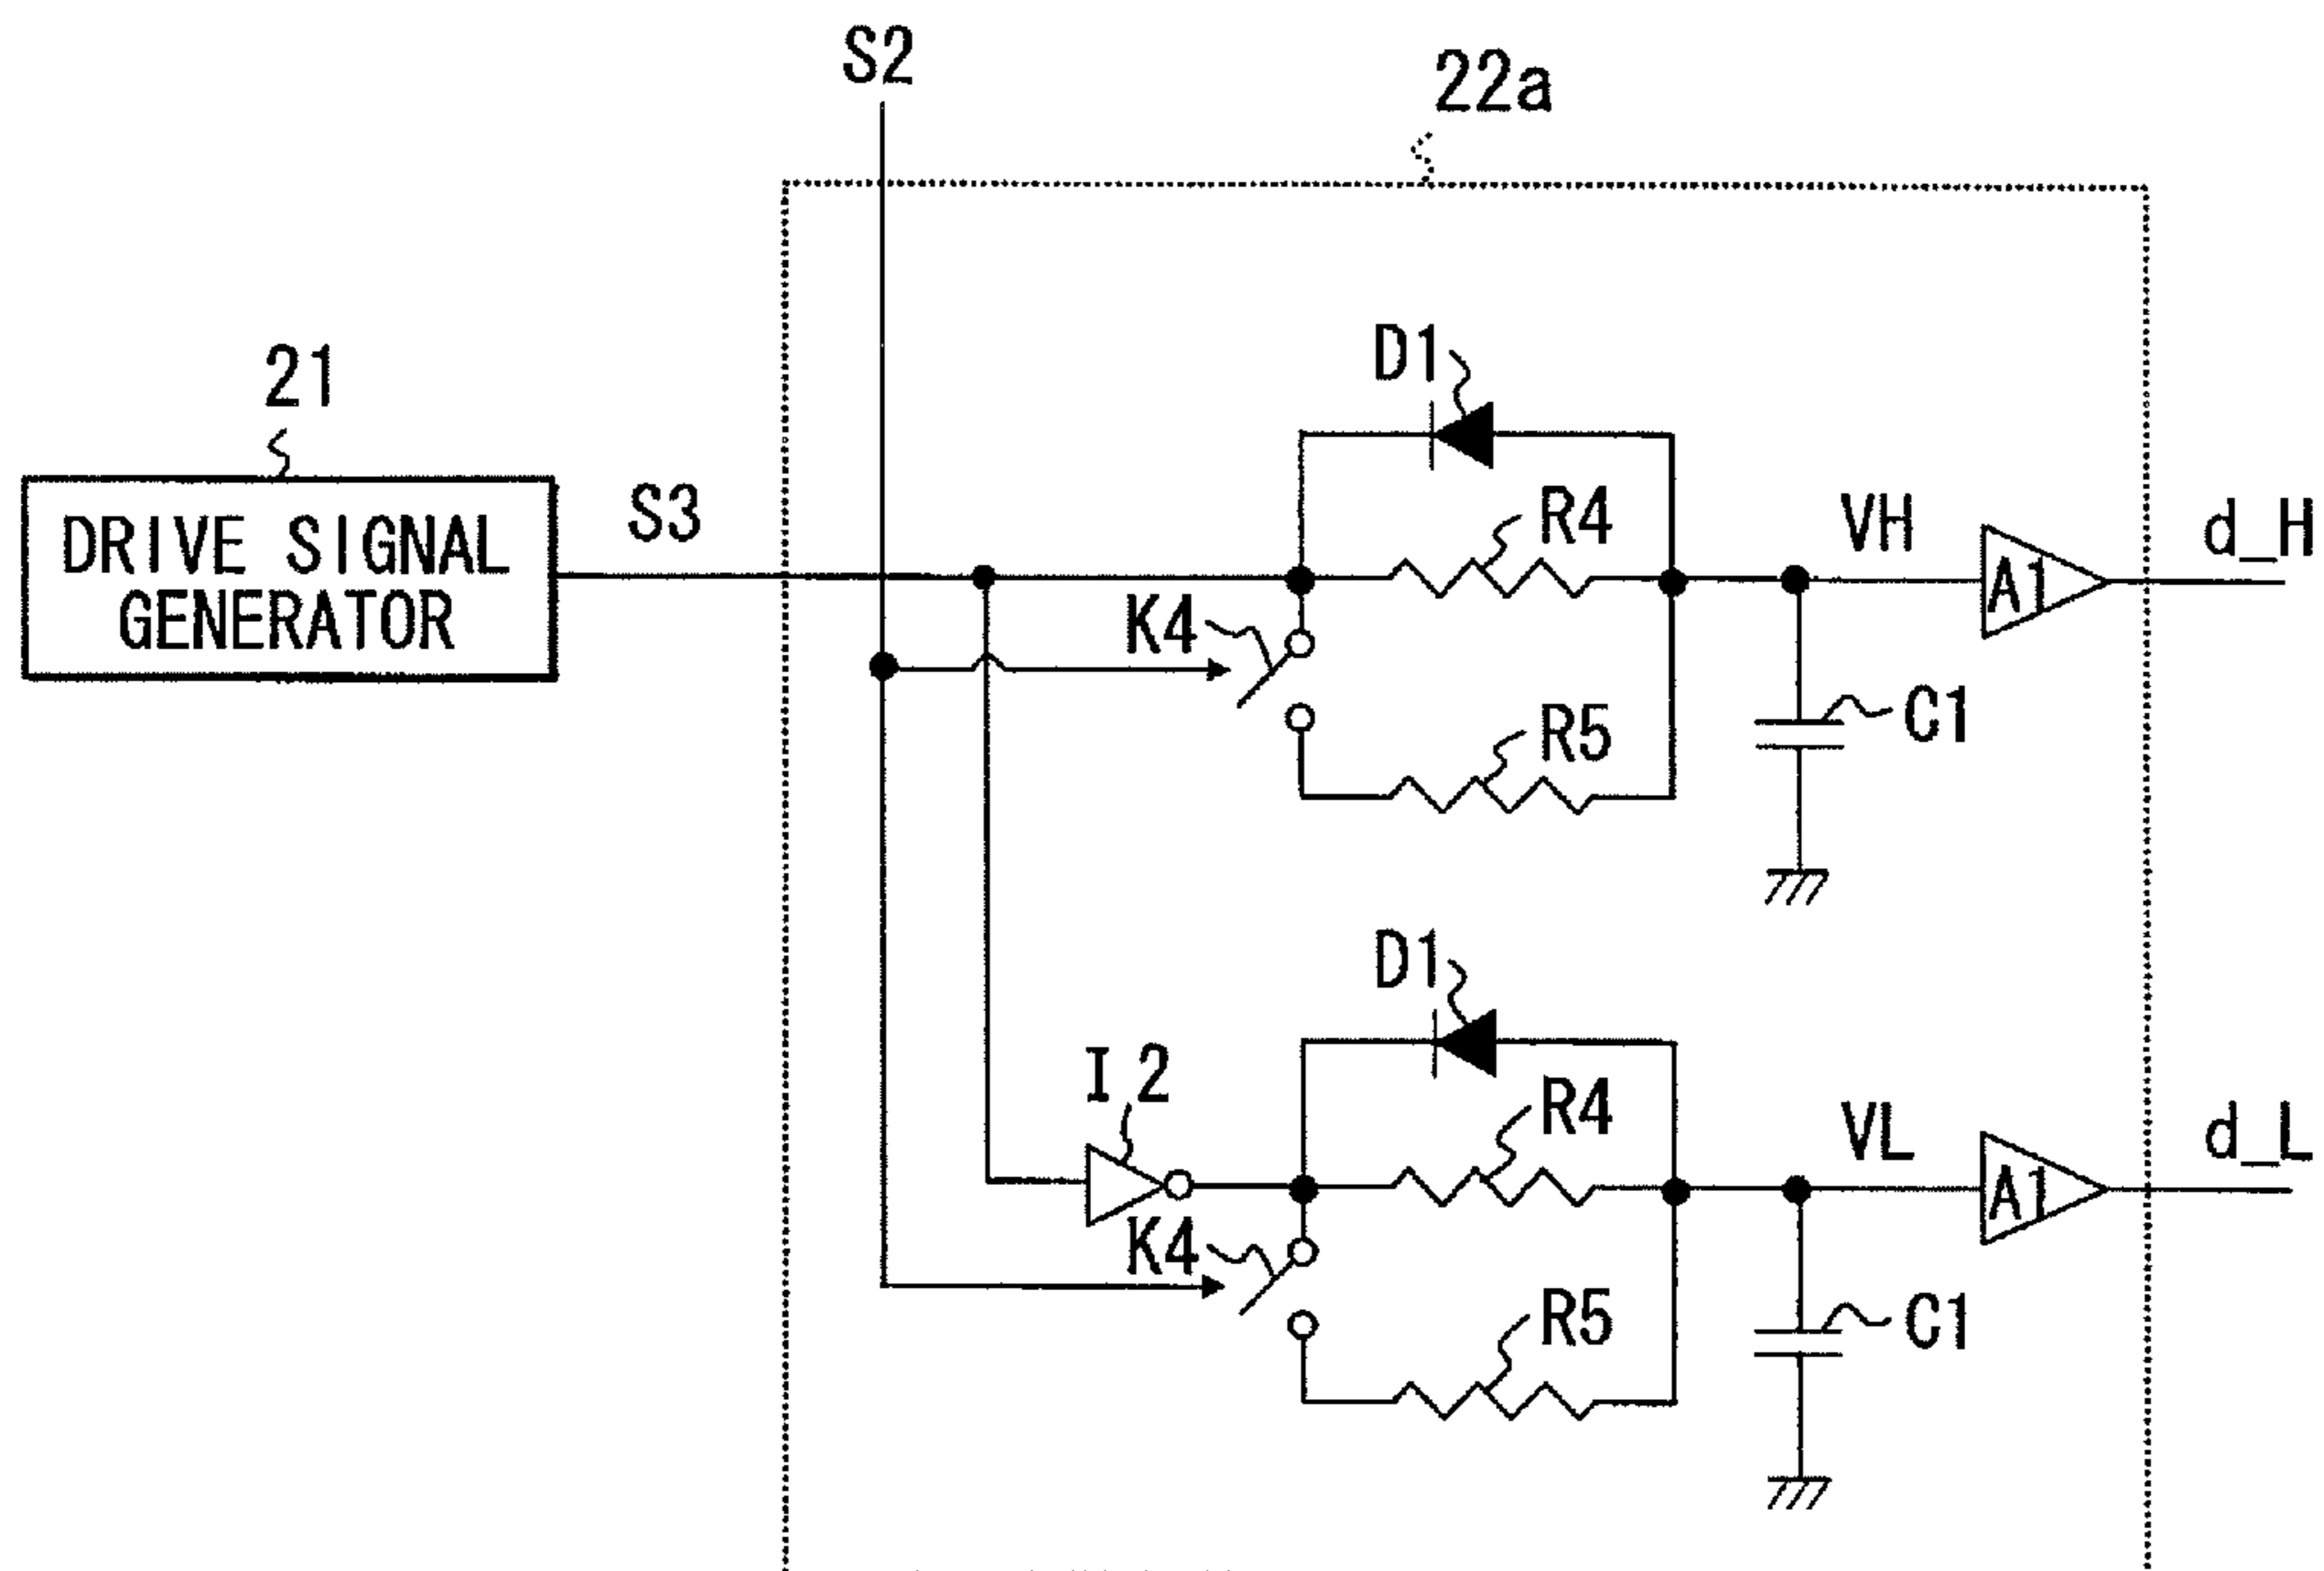 S2
22a
21
DRIVE SIGNAL
GENERATOR
S3
D1
R4
VH
A1
d_H
K4
R5
C1
D1
I2
R4
VL
A1
d_L
K4
R5
C1